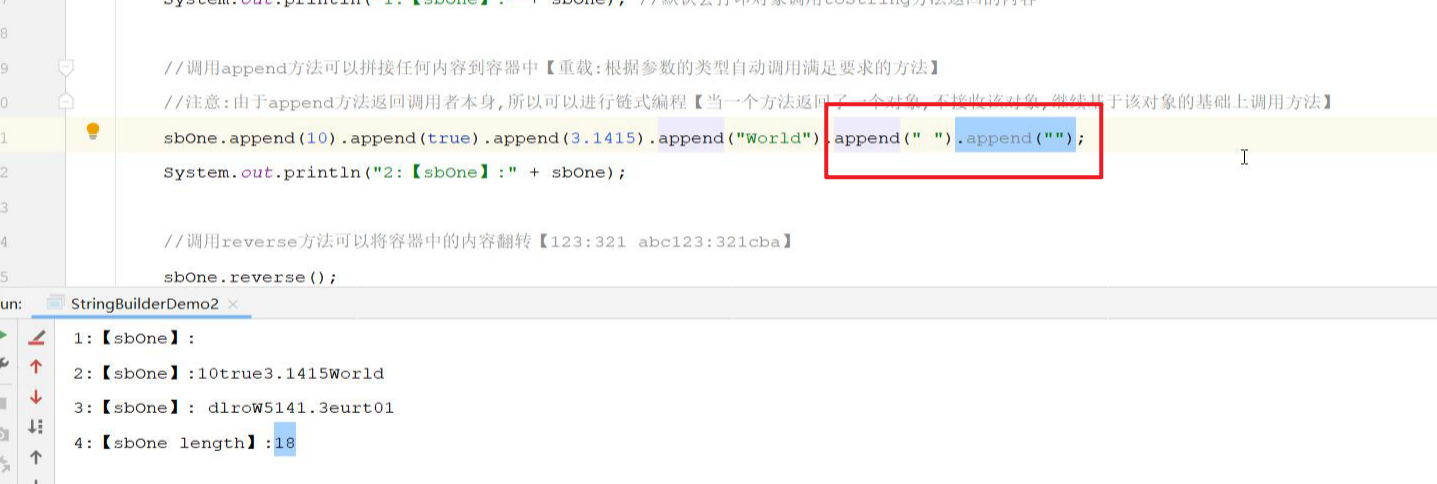 System.out.println("1:【sbOne】:" + sbOne); //默认会打印对象调用toString方法返回的内容
8
9 //调用append方法可以拼接任何内容到容器中【重载:根据参数的类型自动调用满足要求的方法】
0 //注意:由于append方法返回调用者本身,所以可以进行链式编程【当一个方法返回了一个对象,不接收该对象,继续基于该对象的基础上调用方法】
1 sbOne.append(10).append(true).append(3.1415).append("World").append(" ").append("");
2 System.out.println("2:【sbOne】:" + sbOne);
3
4 //调用reverse方法可以将容器中的内容翻转【123:321 abc123:321cba】
5 sbOne.reverse();
un: StringBuilderDemo2 ×
1:【sbOne】:
2:【sbOne】:10true3.1415World
3:【sbOne】: dlroW5141.3eurt01
4:【sbOne length】:18